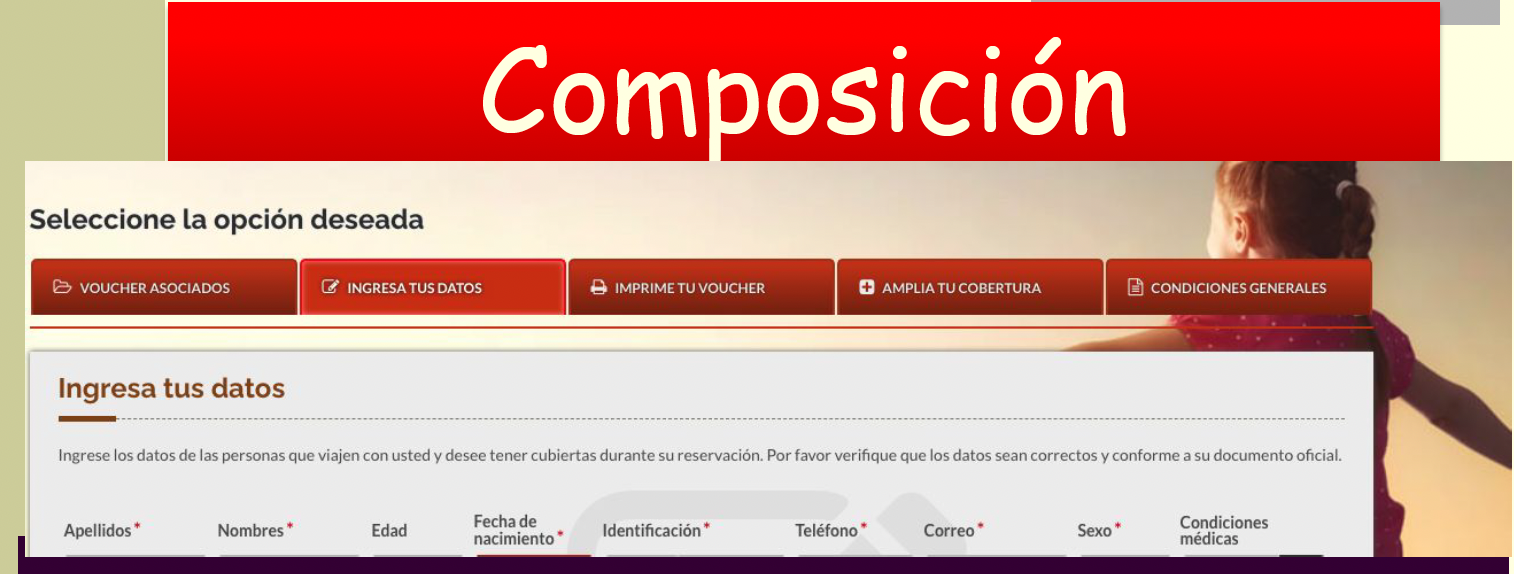 Composición
Seleccione la opción deseada
VOUCHER ASOCIADOS
INGRESA TUS DATOS
IMPRIME TU VOUCHER
AMPLIA TU COBERTURA
CONDICIONES GENERALES
Ingresa tus datos
Ingrese los datos de las personas que viajen con usted y desee tener cubiertas durante su reservación. Por favor verifique que los datos sean correctos y conforme a su documento oficial.
Apellidos*
Nombres*
Edad
Fecha de
nacimiento*
Identificación*
Teléfono*
Correo*
Sexo*
Condiciones
médicas